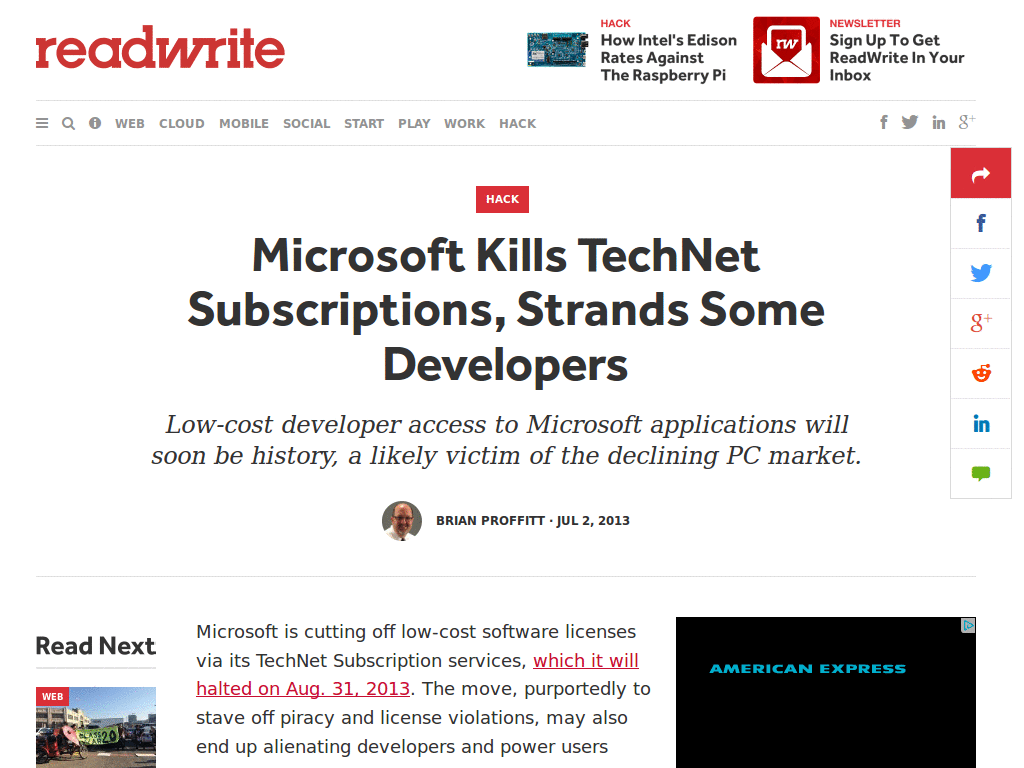 readwrite
HACK
How Intel's Edison
Rates Against
The Raspberry Pi
rw
NEWSLETTER
Sign Up To Get
ReadWrite In Your
Inbox
WEB CLOUD MOBILE SOCIAL START PLAY WORK HACK
HACK
Microsoft Kills TechNet
Subscriptions, Strands Some
Developers
Low-cost developer access to Microsoft applications will
soon be history, a likely victim of the declining PC market.
BRIAN PROFFITT · JUL 2, 2013
Read Next
WEB
Microsoft is cutting off low-cost software licenses
via its TechNet Subscription services, which it will
halted on Aug. 31, 2013. The move, purportedly to
stave off piracy and license violations, may also
end up alienating developers and power users
AMERICAN EXPRESS